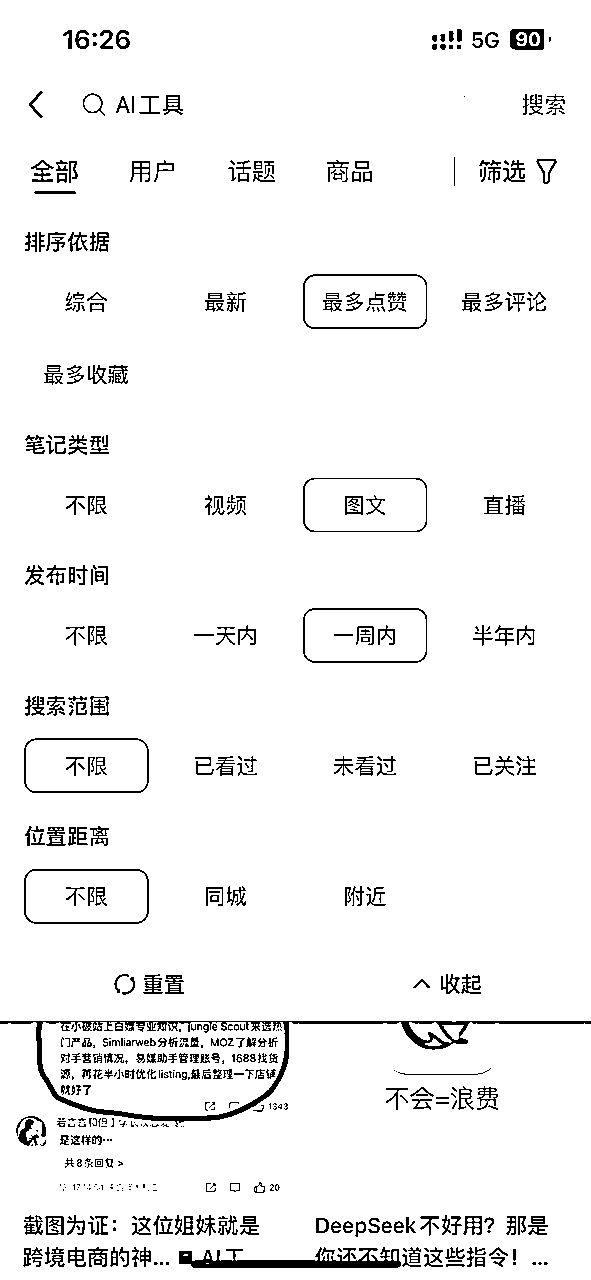 16:26 5G 90
AI工具 搜索
全部 用户 话题 商品 筛选
排序依据
综合 最新 最多点赞 最多评论
最多收藏
笔记类型
不限 视频 图文 直播
发布时间
不限 一天内 一周内 半年内
搜索范围
不限 已看过 未看过 已关注
位置距离
不限 同城 附近
重置 收起
在小破站上白嫖专业知识，jungle Scout来选热
门产品，Simliarweb分析流量，MOZ了解分析
对手营销情况，易媒助手管理账号，1688找货
源，再花半小时优化listing,最后整理一下店铺
就好了
1343
是这样的…
共8条回复 >
20
不会=浪费
截图为证：这位姐妹就是
跨境电商的神... AI工
DeepSeek不好用？那是
你还不知道这些指令！...